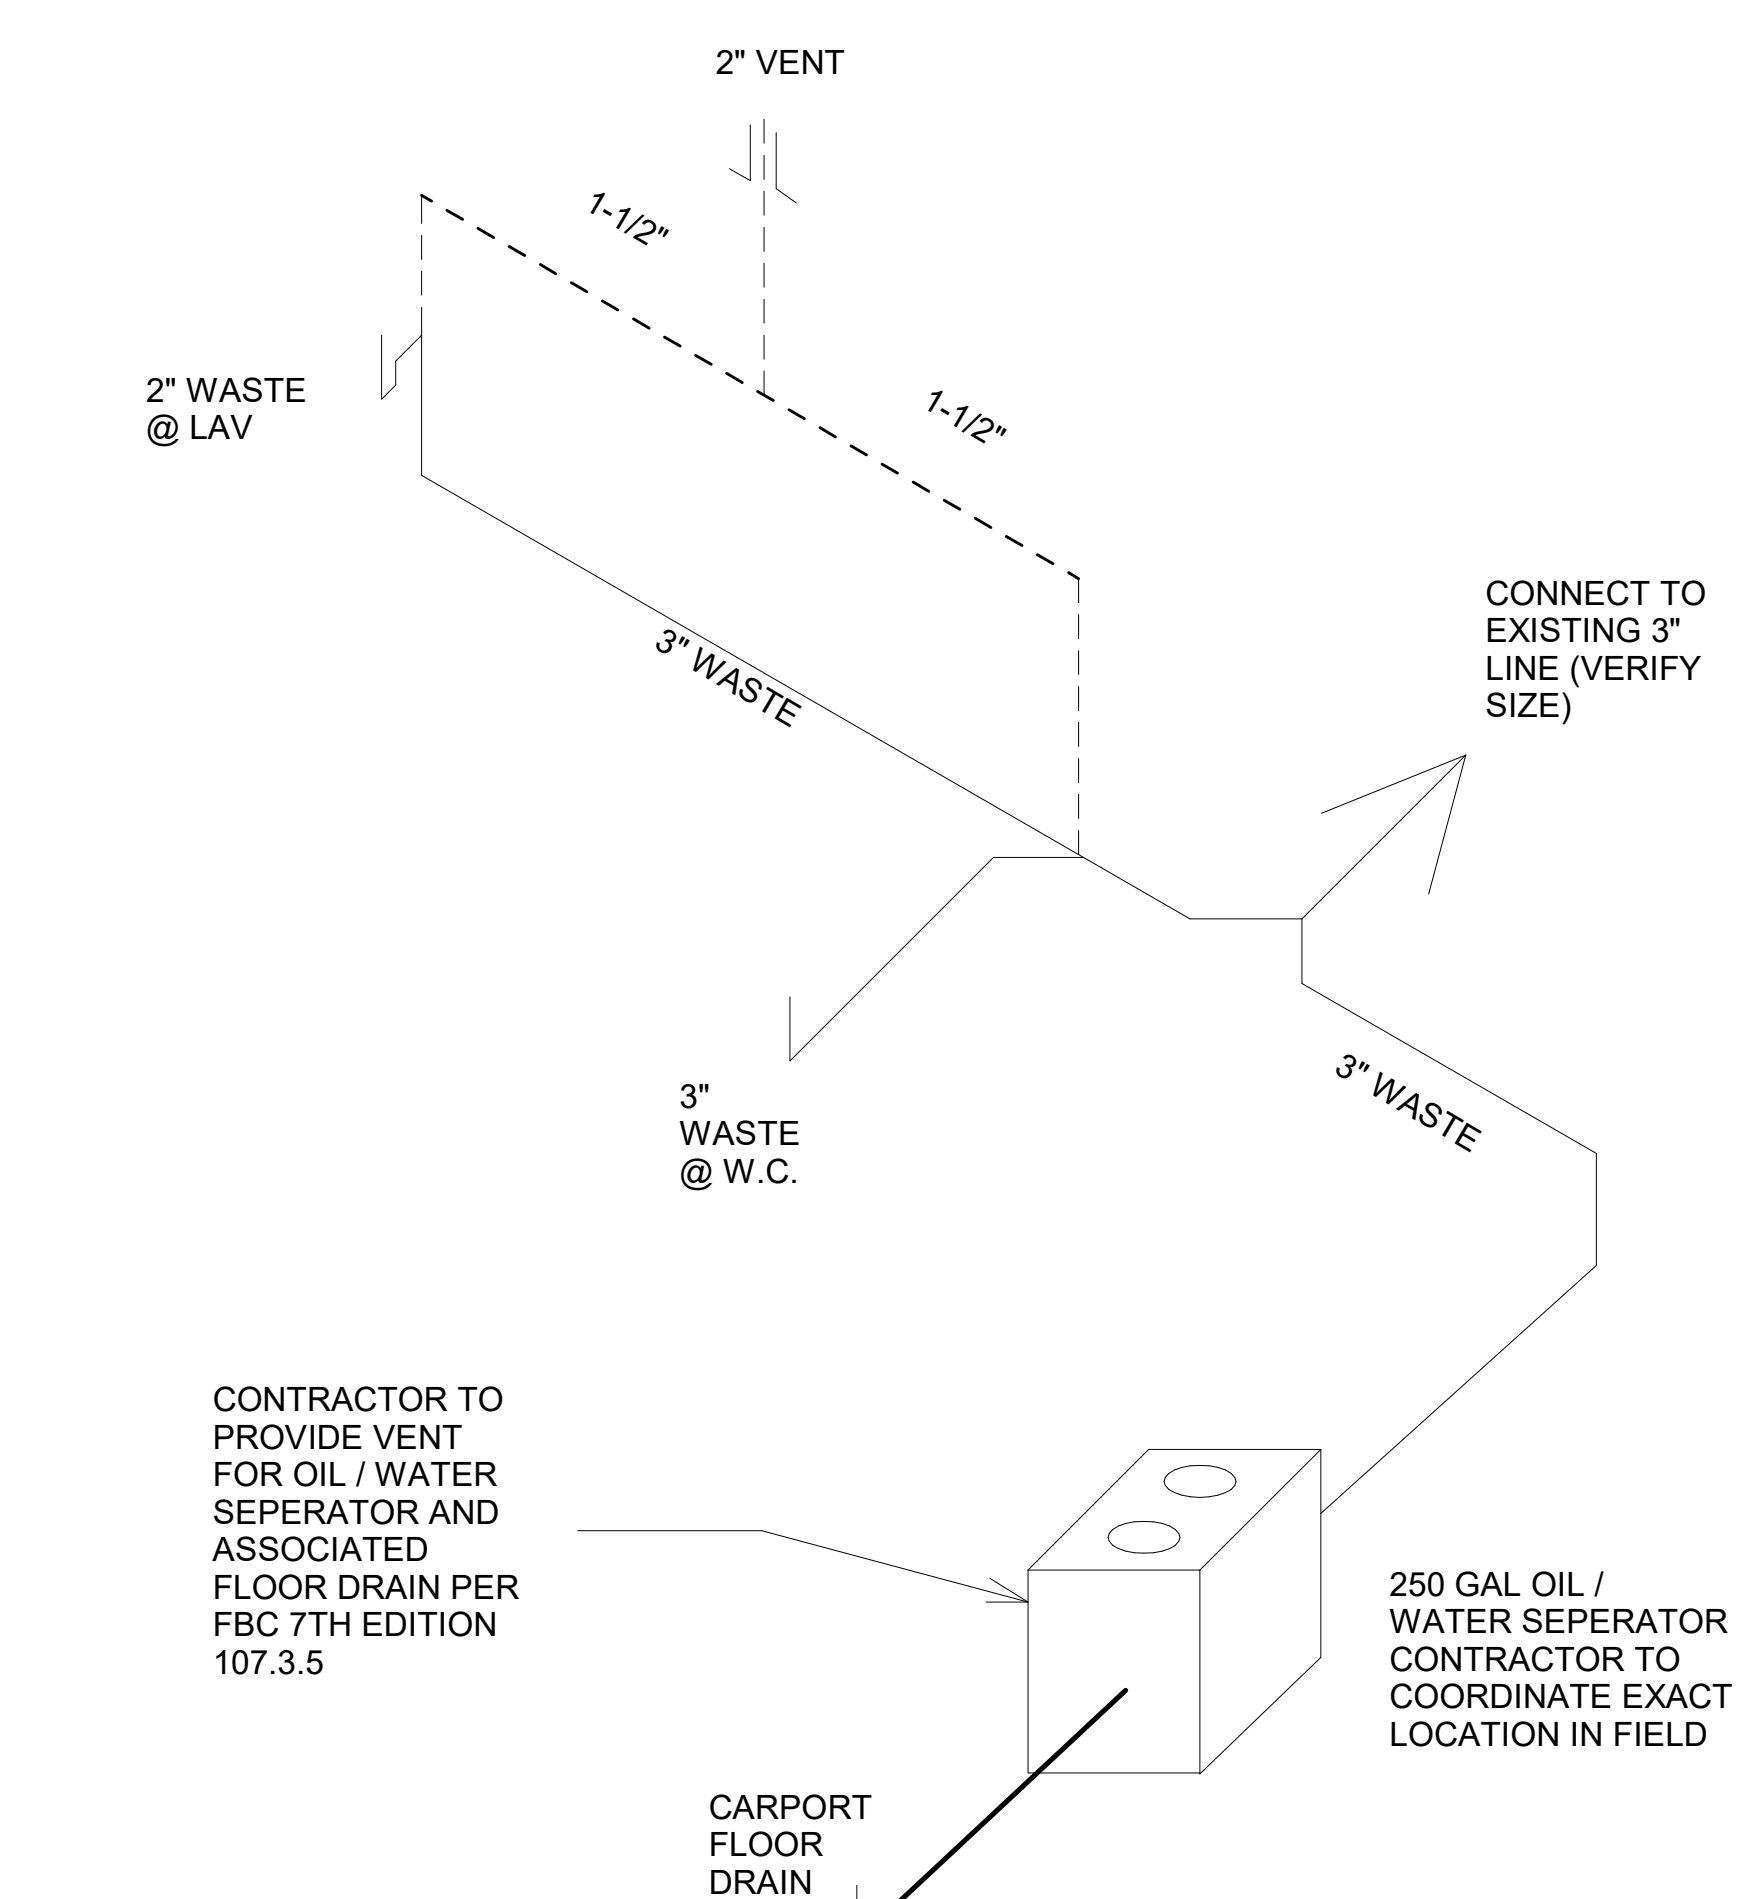 2" VENT
1-1/2"
2" WASTE
@ LAV
1-1/2"
CONNECT TO
EXISTING 3"
LINE (VERIFY
SIZE)
3" WASTE
3"
WASTE
@ W.C.
3" WASTE
CONTRACTOR TO
PROVIDE VENT
FOR OIL / WATER
SEPERATOR AND
ASSOCIATED
FLOOR DRAIN PER
FBC 7TH EDITION
107.3.5
250 GAL OIL /
WATER SEPERATOR
CONTRACTOR TO
COORDINATE EXACT
LOCATION IN FIELD
CARPORT
FLOOR
DRAIN